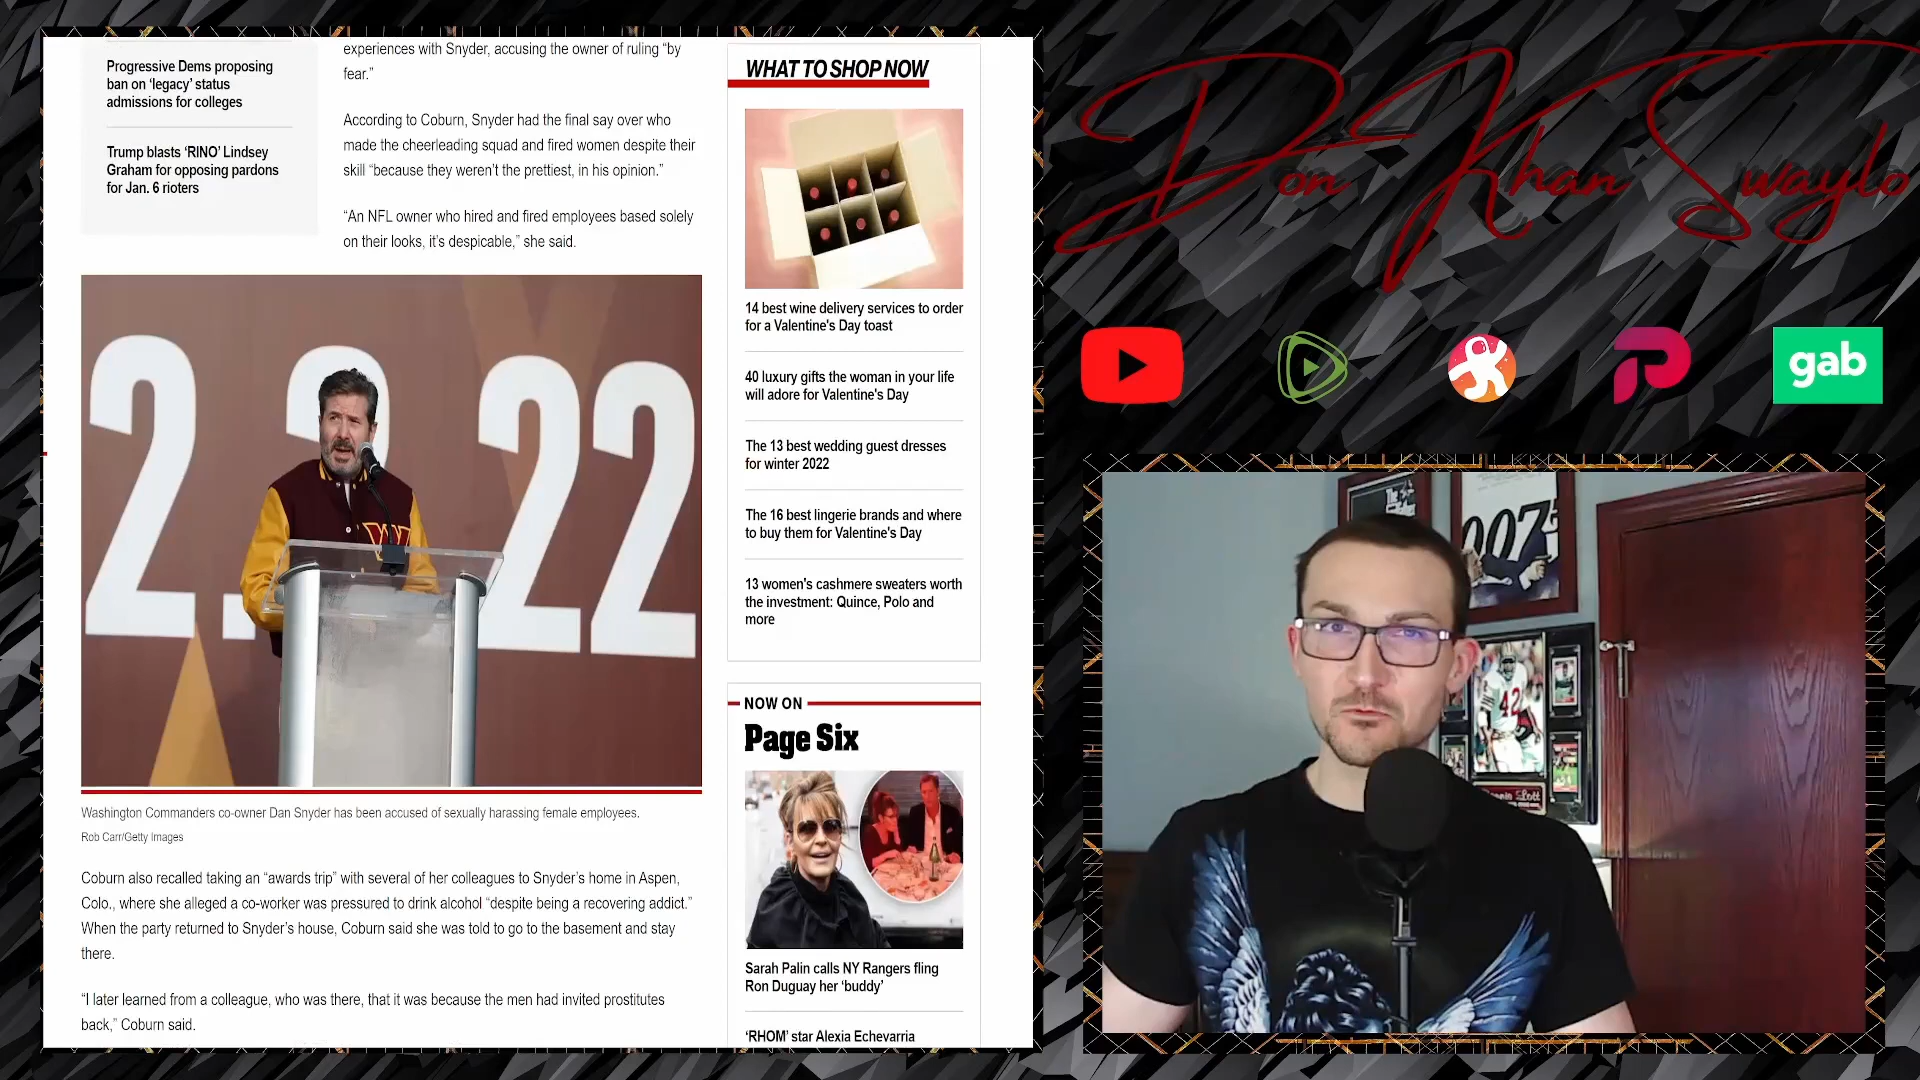 Progressive Dems proposing
ban on ‘legacy’ status
admissions for colleges
Trump blasts ‘RINO’ Lindsey
Graham for opposing pardons
for Jan. 6 rioters
experiences with Snyder, accusing the owner of ruling “by
fear.”
According to Coburn, Snyder had the final say over who
made the cheerleading squad and fired women despite their
skill “because they weren’t the prettiest, in his opinion.”
“An NFL owner who hired and fired employees based solely
on their looks, it’s despicable,” she said.
2.2.22
W
Washington Commanders co-owner Dan Snyder has been accused of sexually harassing female employees.
Rob Carr/Getty Images
Coburn also recalled taking an “awards trip” with several of her colleagues to Snyder’s home in Aspen,
Colo., where she alleged a co-worker was pressured to drink alcohol “despite being a recovering addict.”
When the party returned to Snyder’s house, Coburn said she was told to go to the basement and stay
there.
“I later learned from a colleague, who was there, that it was because the men had invited prostitutes
back,” Coburn said.
WHAT TO SHOP NOW
14 best wine delivery services to order
for a Valentine's Day toast
40 luxury gifts the woman in your life
will adore for Valentine's Day
The 13 best wedding guest dresses
for winter 2022
The 16 best lingerie brands and where
to buy them for Valentine's Day
13 women's cashmere sweaters worth
the investment: Quince, Polo and
more
NOW ON
Page Six
Sarah Palin calls NY Rangers fling
Ron Duguay her ‘buddy’
‘RHOM’ star Alexia Echevarria
Don Khan Swaylo
gab
The
007
42
Ronnie Lott